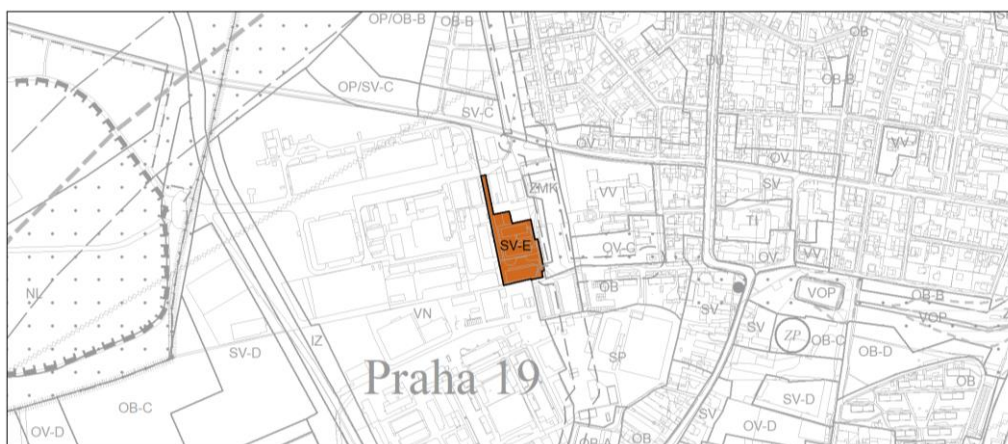 OP/OB-B
OB-B
OB
DU
OB-B
OP/SV-C
SV-C
OV
VV
OV
ZMK
VV
SV
TI
SV-E
OV-C
OV
VV
NL
OB
VOP
OB-B
VOP
SV
VN
SV
ZP
OB-C
IZ
SV-D
SP
OB-D
Praha 19
OB
OB-C
SV-D
SV
OV-D
OV-D
OB-A
OB